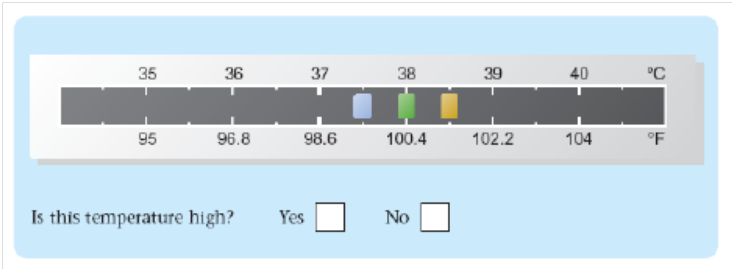 35 36 37 38 39 40 °C
95 96.8 98.6 100.4 102.2 104 °F
Is this temperature high? Yes No